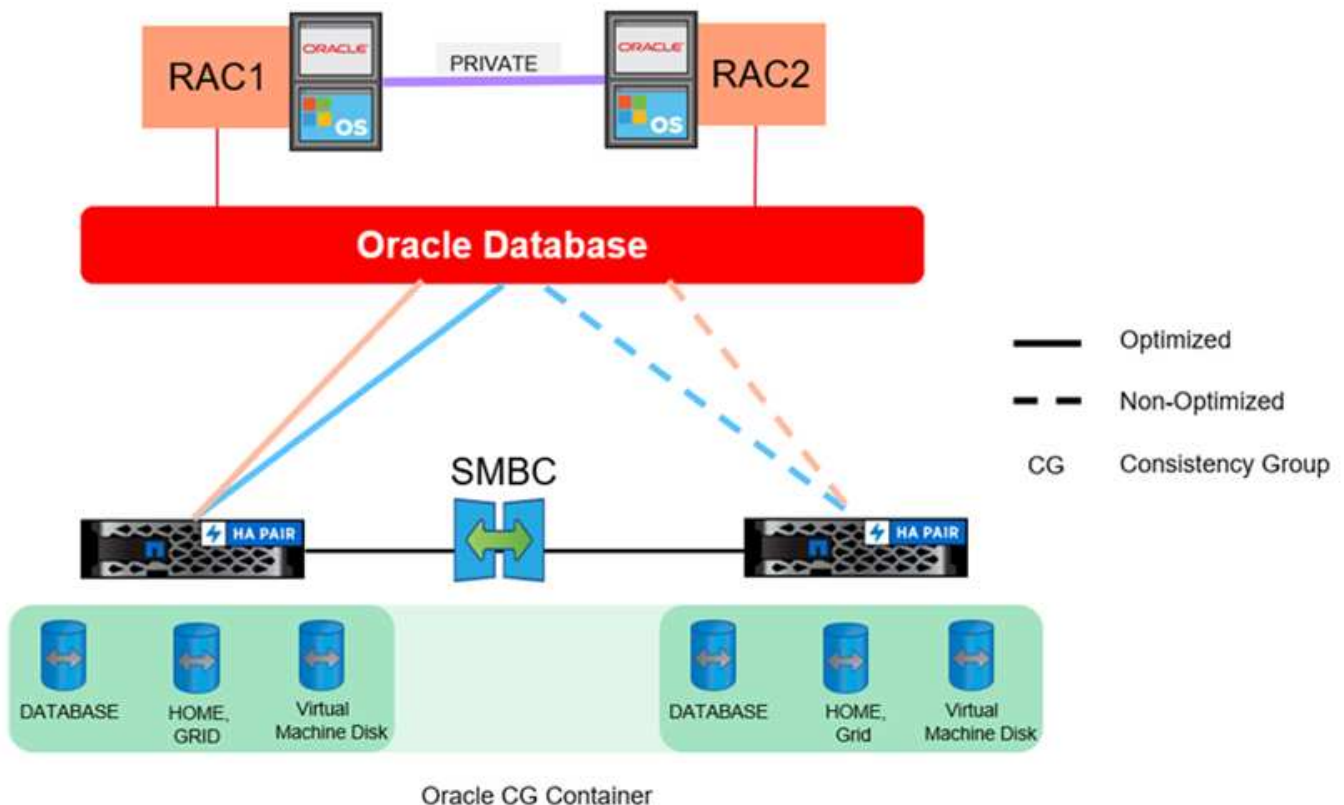 RAC1
ORACLE
OS
PRIVATE
ORACLE
OS
RAC2
Oracle Database
Optimized
Non-Optimized
CG Consistency Group
SMBC
HA PAIR
HA PAIR
DATABASE
HOME,
GRID
Virtual
Machine Disk
DATABASE
HOME,
Grid
Virtual
Machine Disk
Oracle CG Container